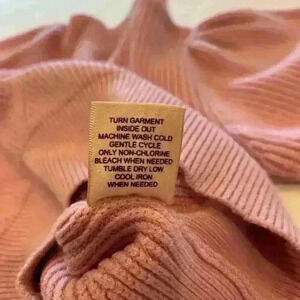 TURN GARMENT
INSIDE OUT
MACHINE WASH COLD
GENTLE CYCLE
ONLY NON-CHLORINE
BLEACH WHEN NEEDED
TUMBLE DRY LOW
COOL IRON
WHEN NEEDED